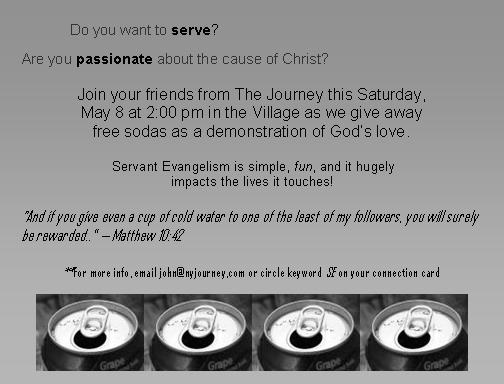 Do you want to serve?
Are you passionate about the cause of Christ?
Join your friends from The Journey this Saturday,
May 8 at 2:00 pm in the Village as we give away
free sodas as a demonstration of God's love.
Servant Evangelism is simple, fun, and it hugely
impacts the lives it touches!
"And if you give even a cup of cold water to one of the least of my followers, you will surely
be rewarded.." – Matthew 10:42
**For more info, email john@nyjourney.com or circle keyword SE on your connection card
Grape Grape Grape Grape